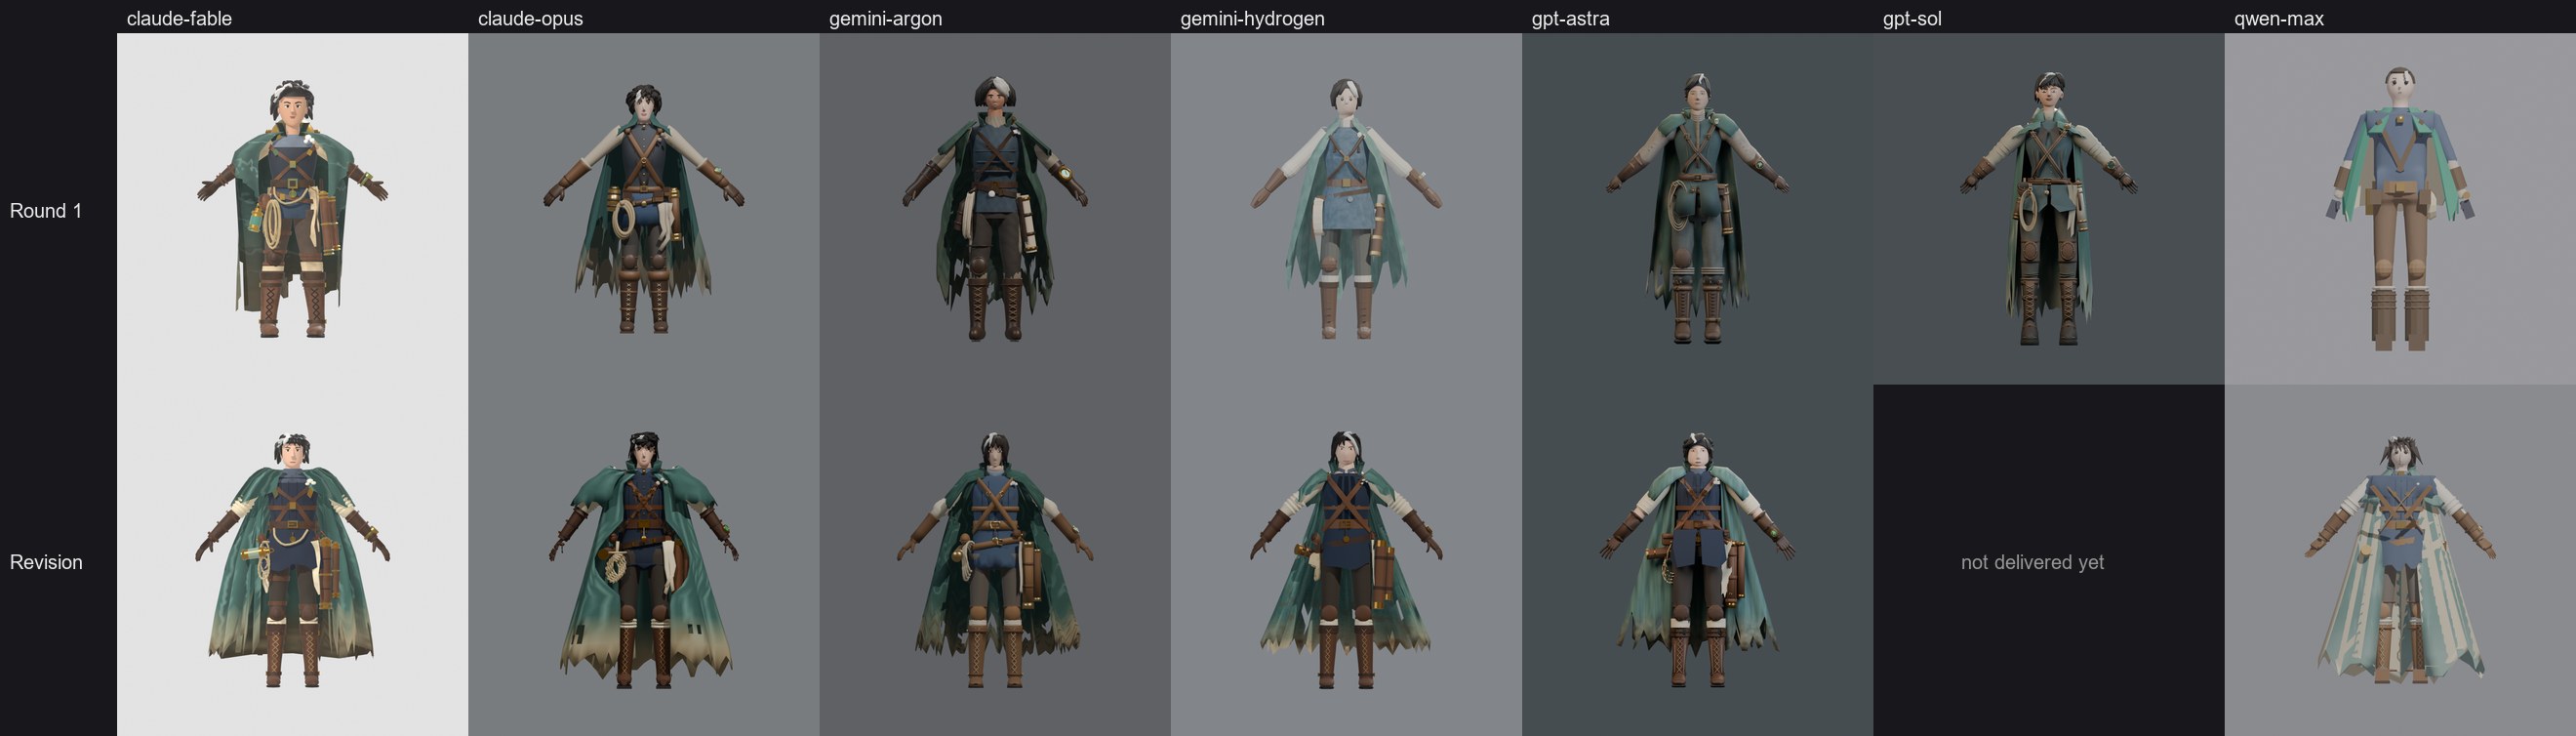 claude-fable
claude-opus
gemini-argon
gemini-hydrogen
gpt-astra
gpt-sol
qwen-max
Round 1
Revision
not delivered yet